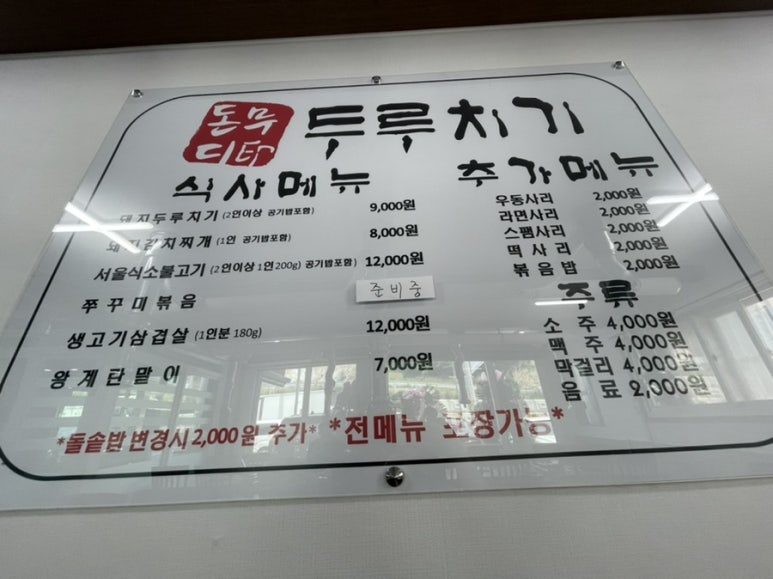 돈무
디印
두루치기
식사메뉴
돼지두루치기 (2인이상 공기밥포함) 9,000원
돼지김치찌개 (1인 공기밥포함) 8,000원
서울식소불고기 (2인이상 1인200g) 공기밥포함) 12,000원
쭈꾸미볶음 준비중
생고기삼겹살 (1인분 180g) 12,000원
왕계란말이 7,000원
추가메뉴
우동사리 2,000원
라면사리 2,000원
스팸사리 2,000원
떡사리 2,000원
볶음밥 2,000원
주류
소주 4,000원
맥주 4,000원
막걸리 4,000원
음료 2,000원
*돌솥밥 변경시 2,000원 추가* *전메뉴 포장가능*